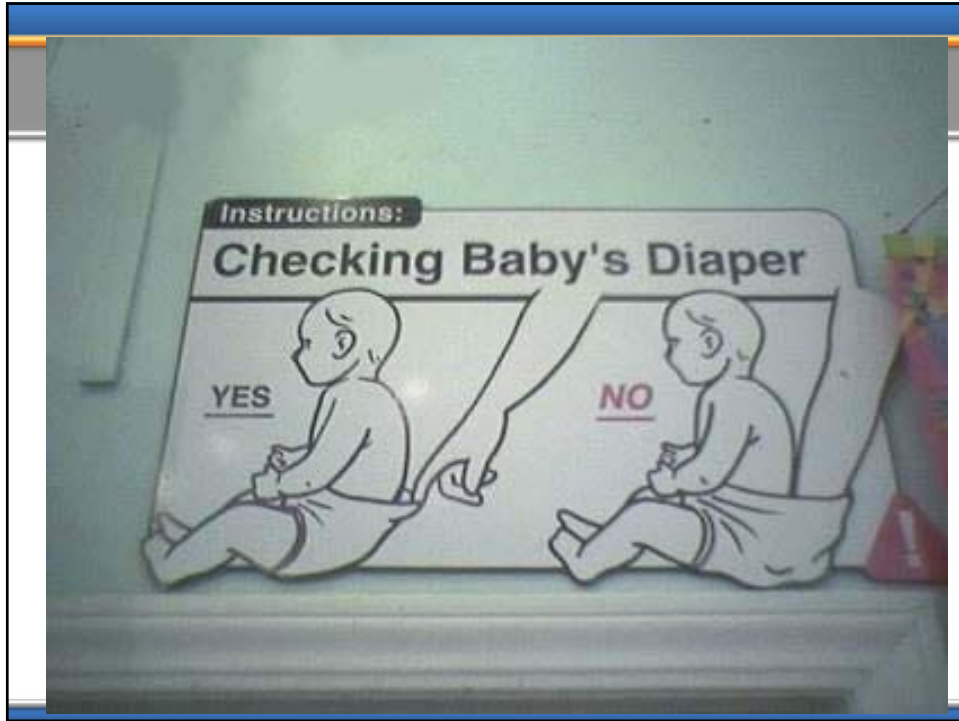 Instructions:
Checking Baby's Diaper
YES
NO
!